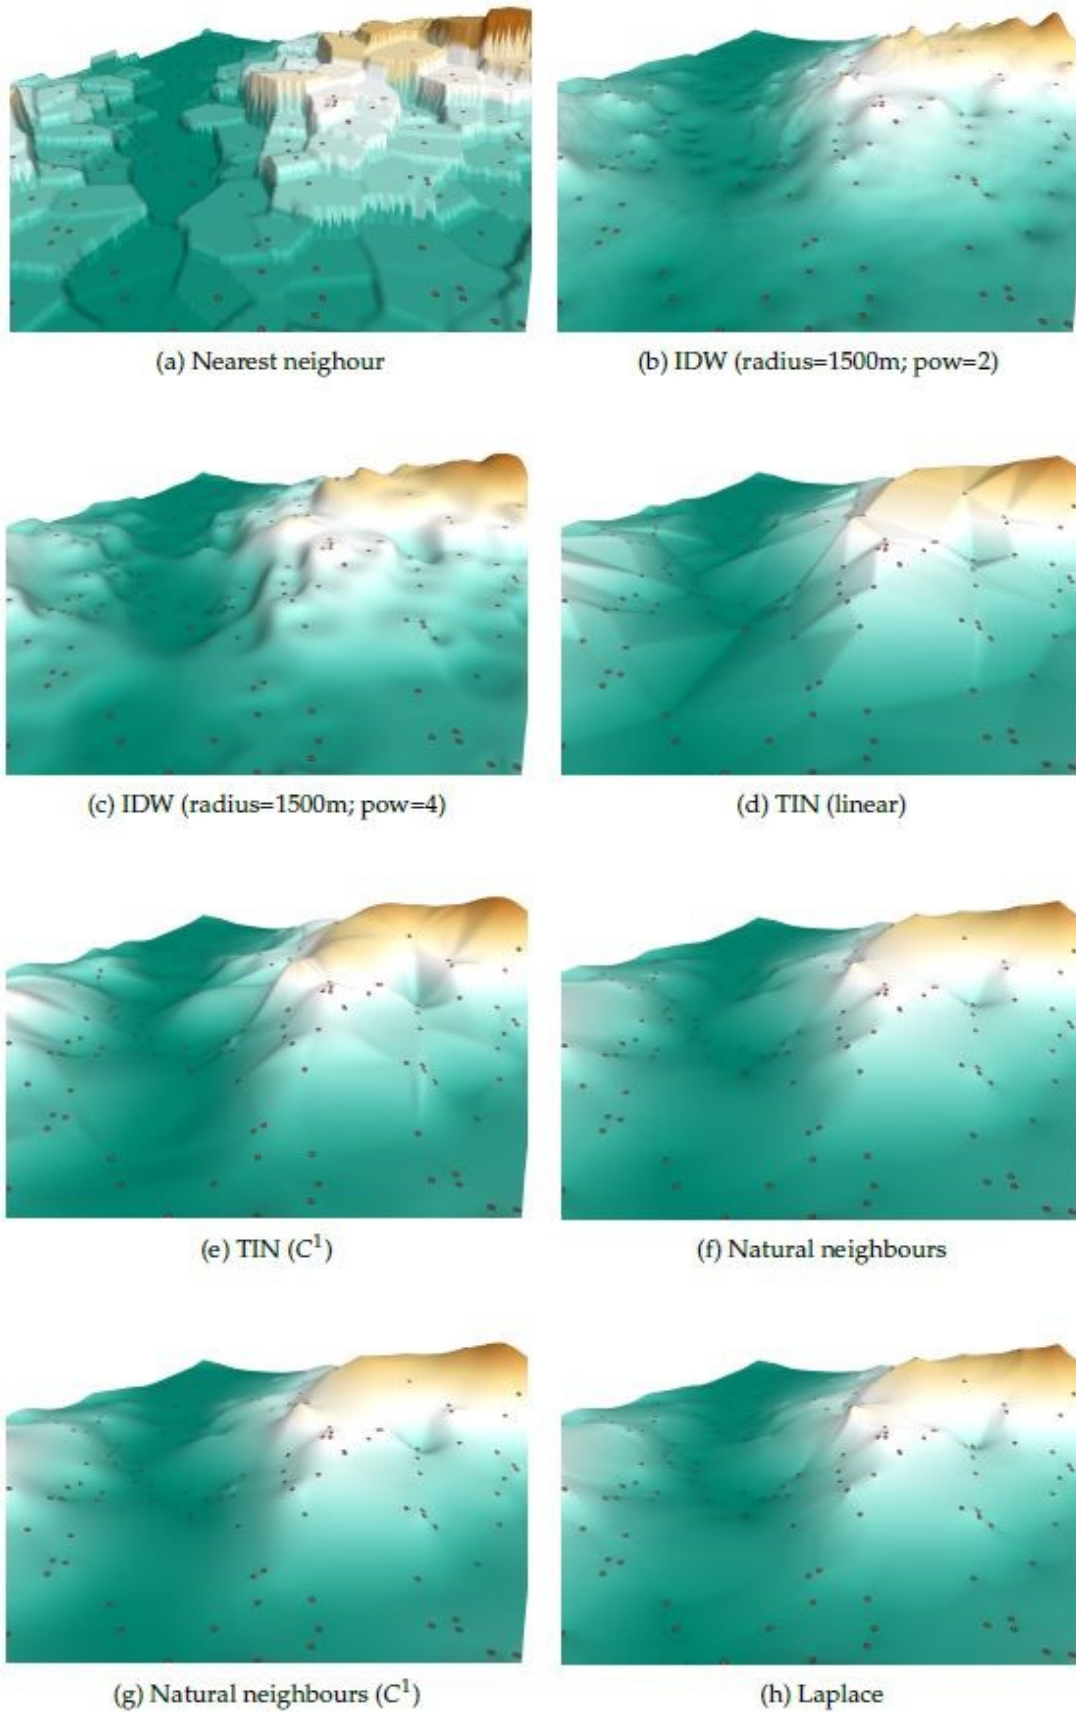 (a) Nearest neighour
(b) IDW (radius=1500m; pow=2)
(c) IDW (radius=1500m; pow=4)
(d) TIN (linear)
(e) TIN (C¹)
(f) Natural neighbours
(g) Natural neighbours (C¹)
(h) Laplace